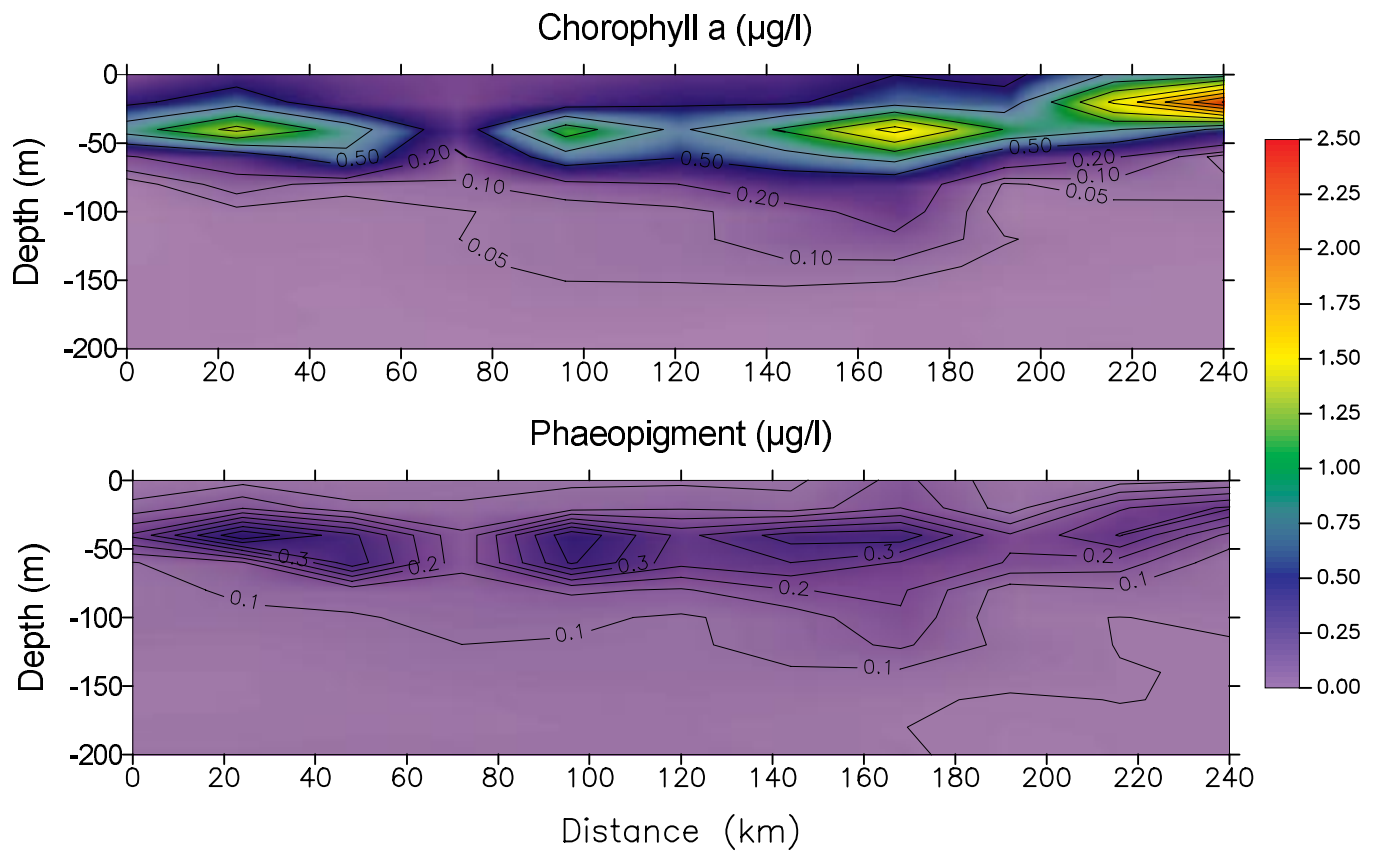 Chorophyll a (µg/l)
Depth (m)
0
-50
-100
-150
-200
0 20 40 60 80 100 120 140 160 180 200 220 240
0.50 0.20 0.10 0.05 0.50 0.20 0.10 0.50 0.20 0.10 0.05
Phaeopigment (µg/l)
Depth (m)
0
-50
-100
-150
-200
0 20 40 60 80 100 120 140 160 180 200 220 240
0.3 0.2 0.1 0.3 0.1 0.3 0.2 0.1 0.2 0.1
Distance (km)
2.50
2.25
2.00
1.75
1.50
1.25
1.00
0.75
0.50
0.25
0.00